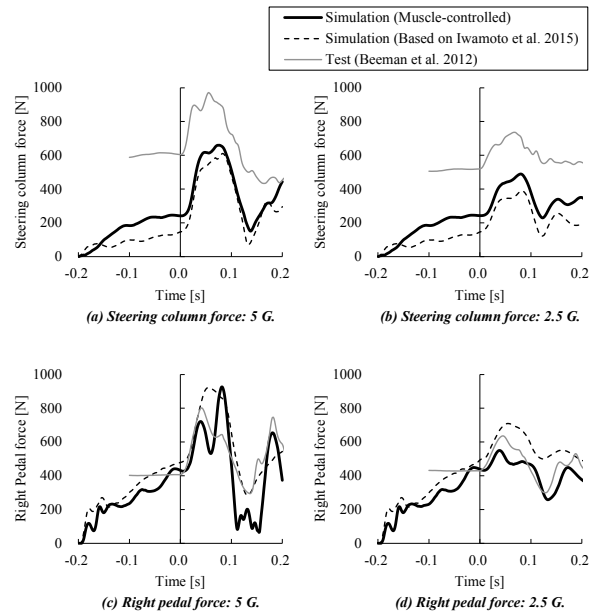 Simulation (Muscle-controlled)
Simulation (Based on Iwamoto et al. 2015)
Test (Beeman et al. 2012)
Steering column force [N]
1000
800
600
400
200
0
-0.2 -0.1 0.0 0.1 0.2
Time [s]
(a) Steering column force: 5 G.
Steering column force [N]
1000
800
600
400
200
0
-0.2 -0.1 0.0 0.1 0.2
Time [s]
(b) Steering column force: 2.5 G.
Right Pedal force [N]
1000
800
600
400
200
0
-0.2 -0.1 0.0 0.1 0.2
Time [s]
(c) Right pedal force: 5 G.
Right Pedal force [N]
1000
800
600
400
200
0
-0.2 -0.1 0.0 0.1 0.2
Time [s]
(d) Right pedal force: 2.5 G.